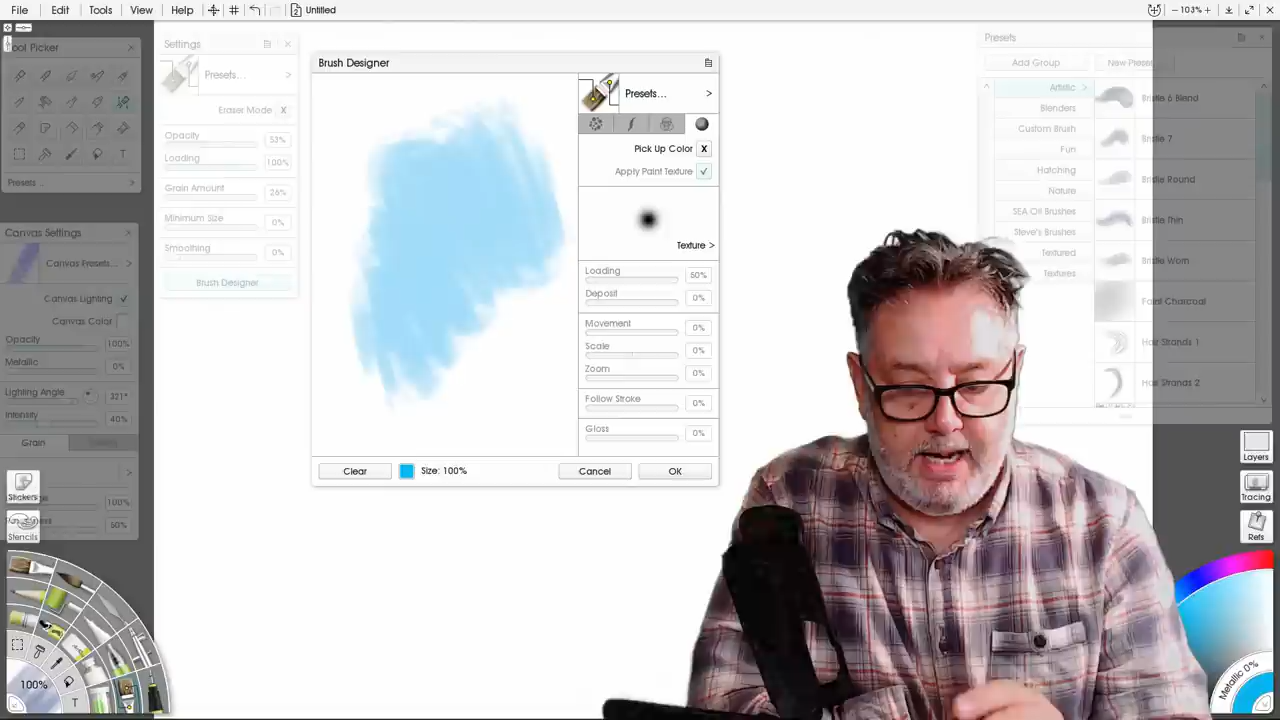 File Edit Tools View Help Untitled - 103% +
Tool Picker
Presets ...
Canvas Settings
Canvas Presets...
Canvas Lighting
Canvas Color
Opacity 100%
Metallic 0%
Lighting Angle 321°
Intensity 40%
Grain
100%
60%
Stickers
Stencils
100%
T
Settings
Presets...
Eraser Mode X
Opacity 53%
Loading 100%
Grain Amount 26%
Minimum Size 0%
Smoothing 0%
Brush Designer
Brush Designer
Presets...
Pick Up Color X
Apply Paint Texture
Texture >
Loading 50%
Deposit 0%
Movement 0%
Scale 0%
Zoom 0%
Follow Stroke 0%
Gloss 0%
Clear Size: 100% Cancel OK
Presets
Add Group
Artistic
Blenders
Custom Brush
Fun
Hatching
Nature
SEA Oil Brushes
Steve's Brushes
Textured
Textures
Bristle 6 Blend
Bristle 7
Bristle Round
Bristle Thin
Bristle Worn
Faint Charcoal
Hair Strands 1
Hair Strands 2
Layers
Tracing
Refs
Metallic 0%